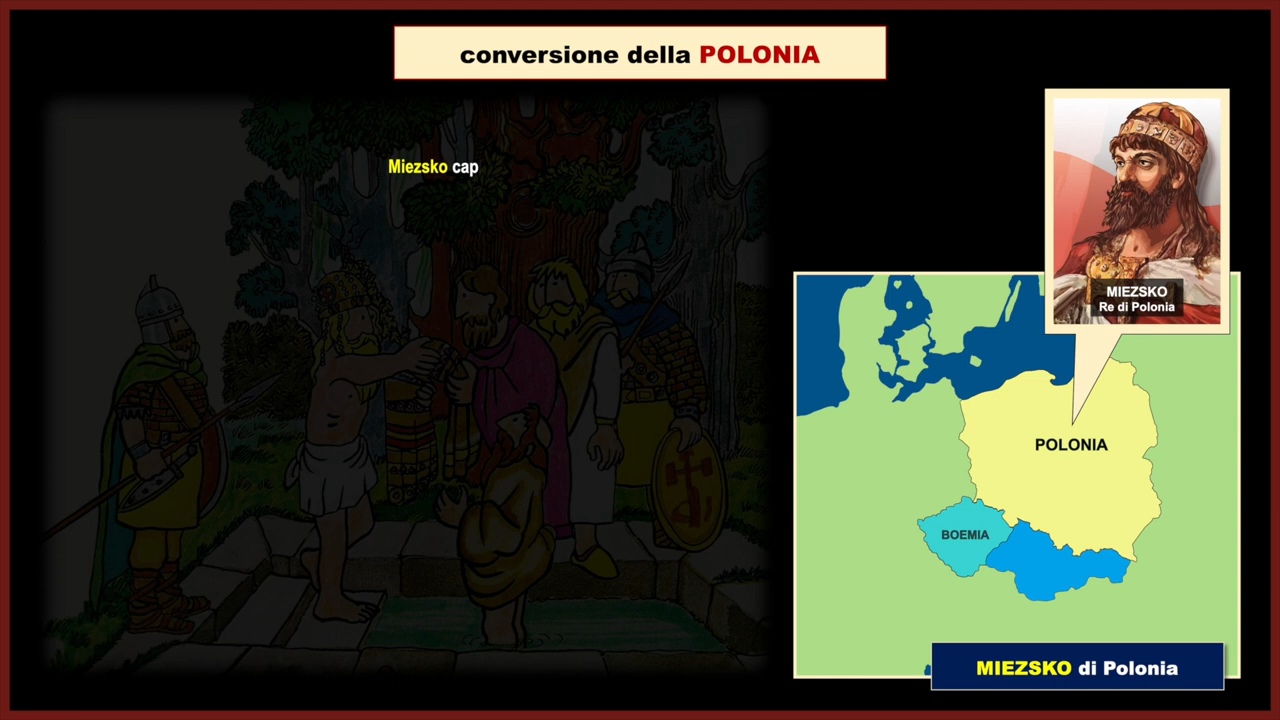 conversione della POLONIA
Miezsko cap
MIEZSKO
Re di Polonia
POLONIA
BOEMIA
MIEZSKO di Polonia